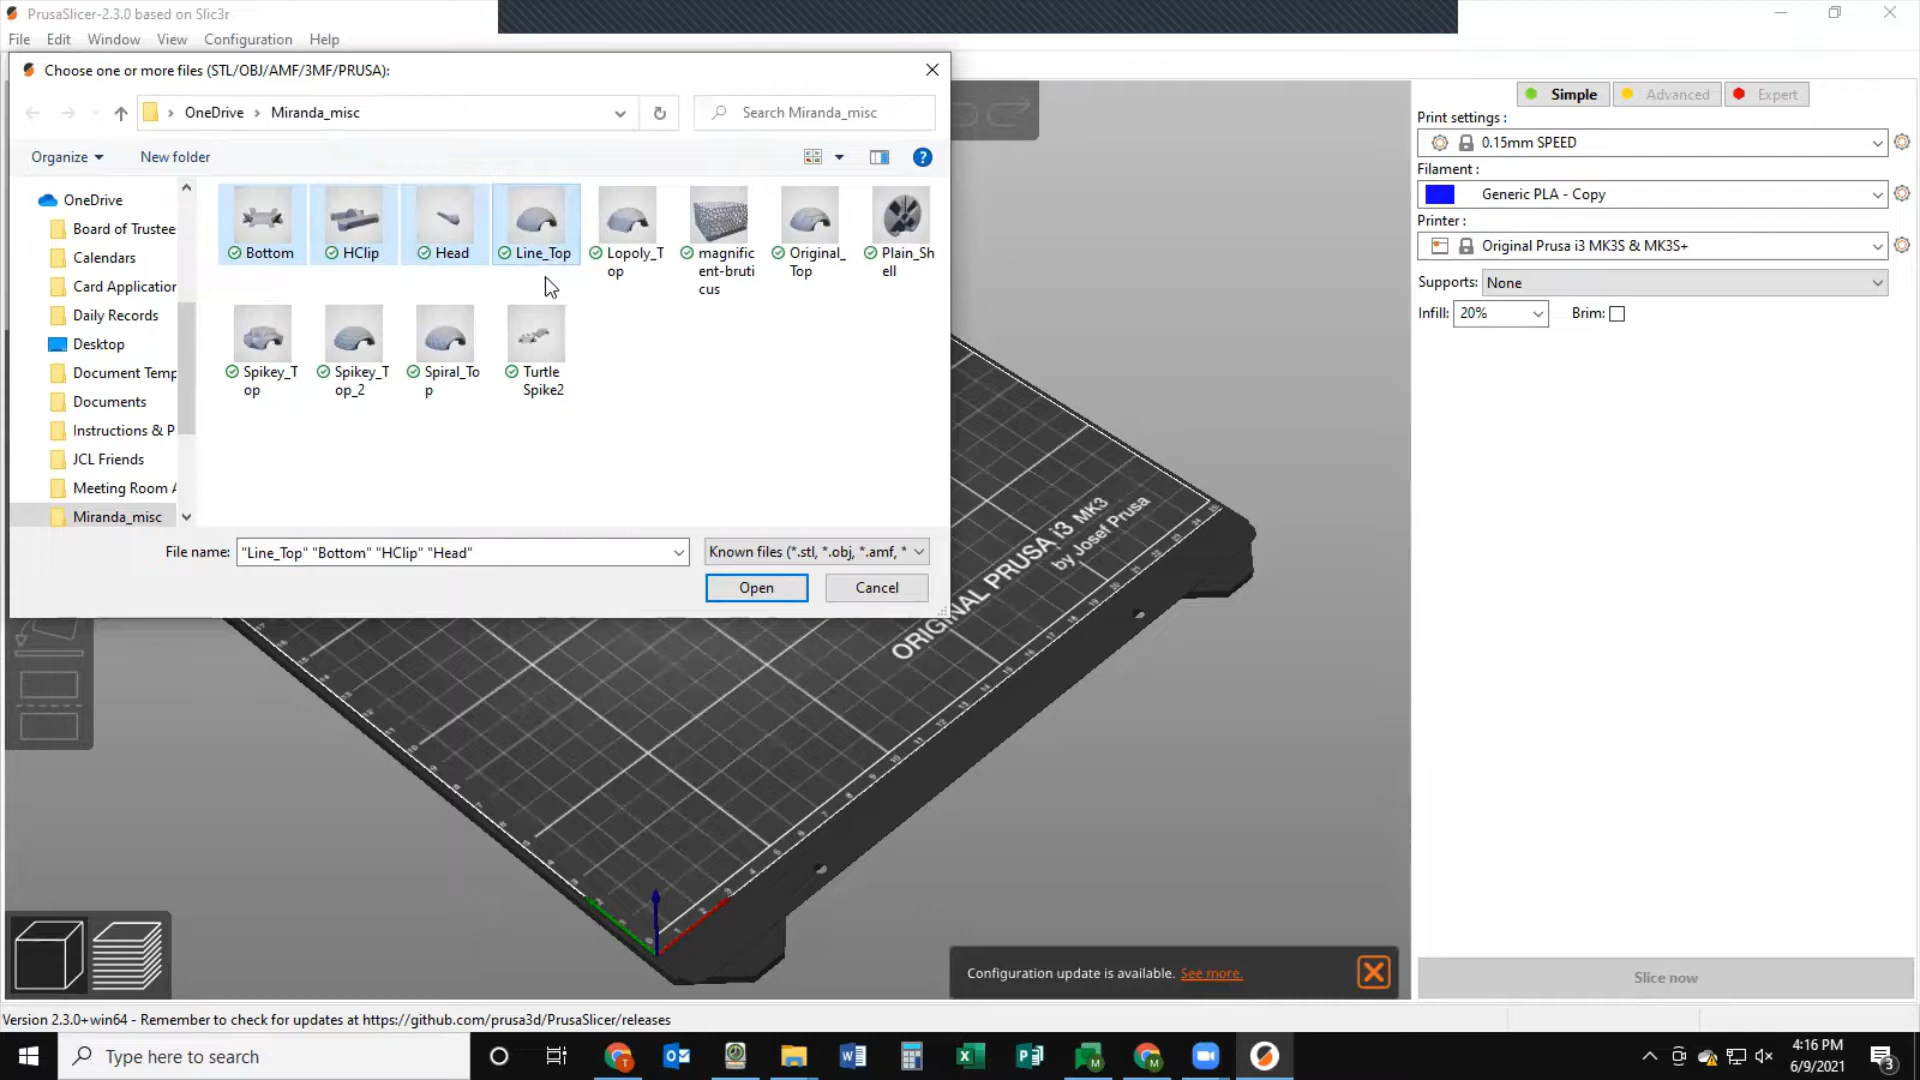 PrusaSlicer-2.3.0 based on Slic3r
File Edit Window View Configuration Help
Choose one or more files (STL/OBJ/AMF/3MF/PRUSA):
OneDrive Miranda_misc
Search Miranda_misc
Organize New folder
OneDrive
Board of Trustee
Calendars
Card Application
Daily Records
Desktop
Document Temp
Documents
Instructions & P
JCL Friends
Meeting Room A
Miranda_misc
Bottom
HClip
Head
Line_Top
Lopoly_T
op
magnific
ent-bruti
cus
Original_
Top
Plain_Sh
ell
Spikey_T
op
Spikey_T
op_2
Spiral_To
p
Turtle
Spike2
File name: "Line_Top" "Bottom" "HClip" "Head"
Known files (*.stl, *.obj, *.amf, *
Open Cancel
Simple Advanced Expert
Print settings :
0.15mm SPEED
Filament :
Generic PLA - Copy
Printer :
Original Prusa i3 MK3S & MK3S+
Supports: None
Infill: 20% Brim:
ORIGINAL PRUSA i3 MK3
by Josef Prusa
Configuration update is available. See more.
Slice now
Version 2.3.0+win64 - Remember to check for updates at https://github.com/prusa3d/PrusaSlicer/releases
Type here to search
4:16 PM
6/9/2021
3